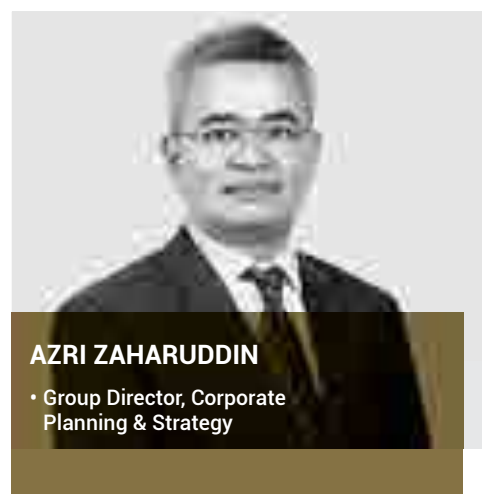 AZRI ZAHARUDDIN
• Group Director, Corporate
Planning & Strategy